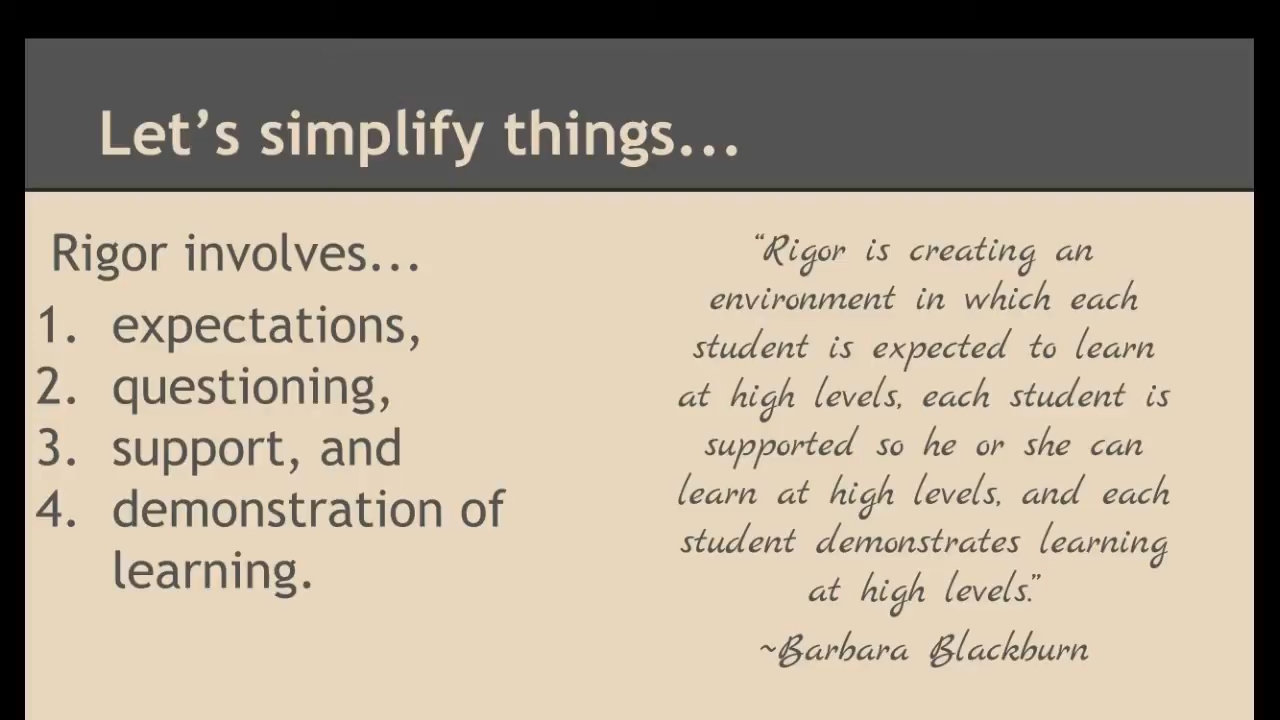 Let’s simplify things...
Rigor involves...
1. expectations,
2. questioning,
3. support, and
4. demonstration of
learning.
“Rigor is creating an
environment in which each
student is expected to learn
at high levels, each student is
supported so he or she can
learn at high levels, and each
student demonstrates learning
at high levels.”
~Barbara Blackburn